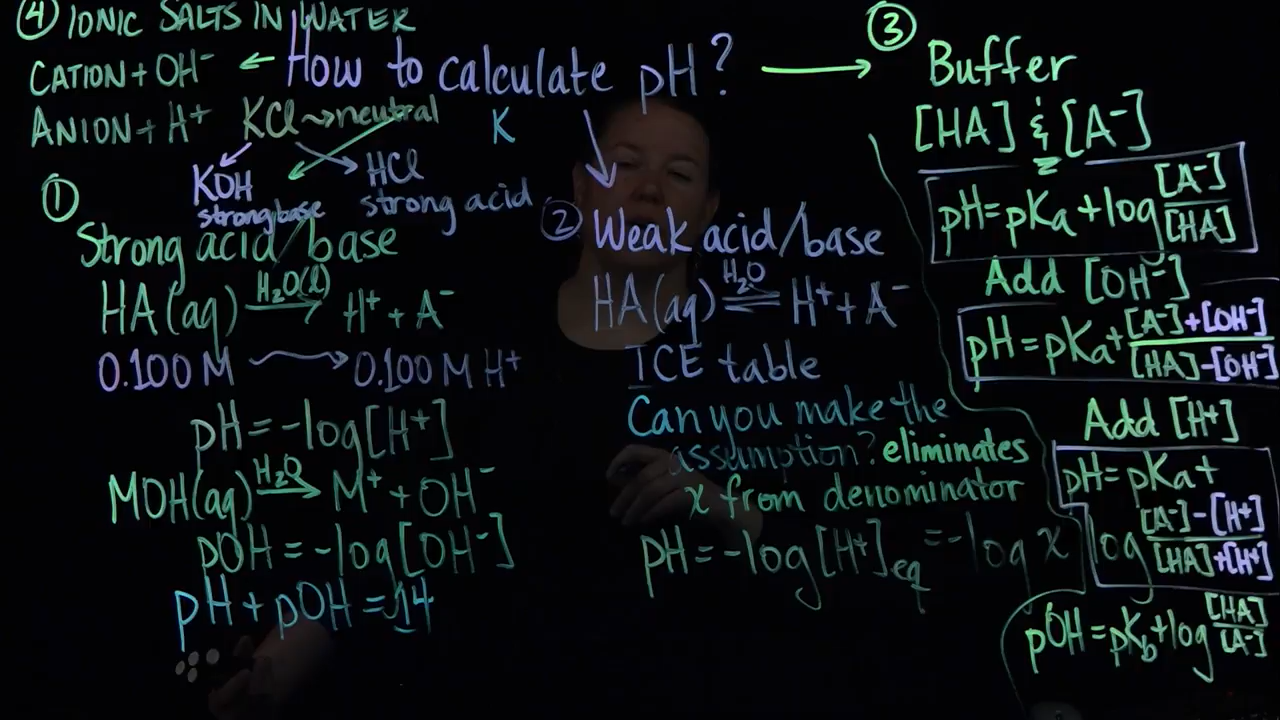 ④ IONIC SALTS IN WATER
CATION + OH⁻ ← How to calculate pH? →
ANION + H⁺
KCl → neutral
K
KOH
strong base
HCl
strong acid
①
Strong acid/base
HA(aq) H₂O(l) → H⁺ + A⁻
0.100 M → 0.100 M H⁺
pH = -log[H⁺]
MOH(aq) H₂O → M⁺ + OH⁻
pOH = -log[OH⁻]
pH + pOH = 14
② Weak acid/base
HA(aq) H₂O ⇌ H⁺ + A⁻
ICE table
Can you make the
assumption? eliminates
x from denominator
pH = -log[H⁺]eq = -log x
③
Buffer
[HA] & [A⁻]
pH = pKa + log [A⁻]/[HA]
Add [OH⁻]
pH = pKa + [A⁻]+[OH⁻]/[HA]-[OH⁻]
Add [H⁺]
pH = pKa +
log [A⁻]-[H⁺]/[HA]+[H⁺]
pOH = pKb + log [HA]/[A⁻]